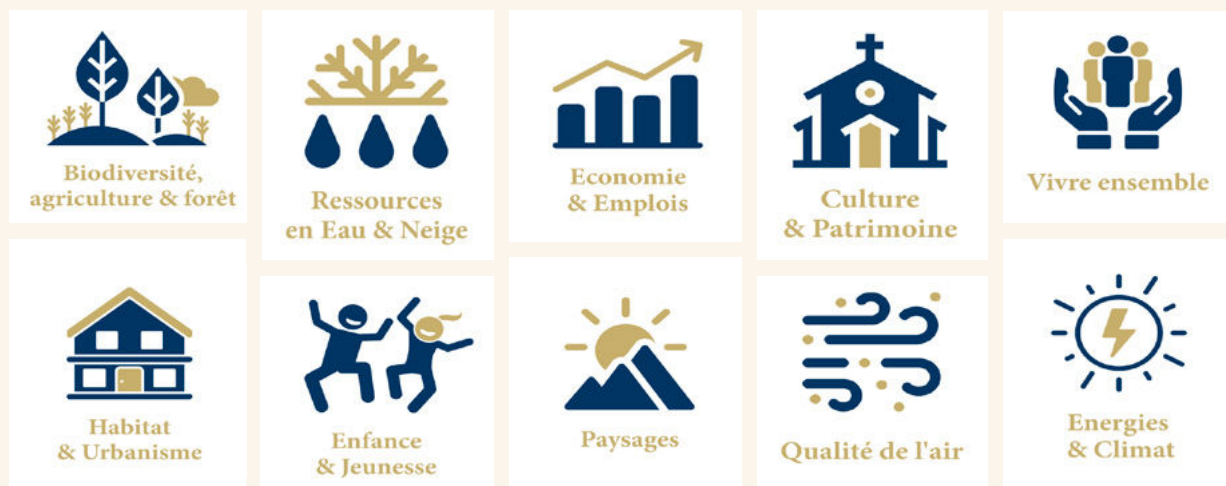 Biodiversité,
agriculture & forêt
Ressources
en Eau & Neige
Economie
& Emplois
Culture
& Patrimoine
Vivre ensemble
Habitat
& Urbanisme
Enfance
& Jeunesse
Paysages
Qualité de l'air
Energies
& Climat